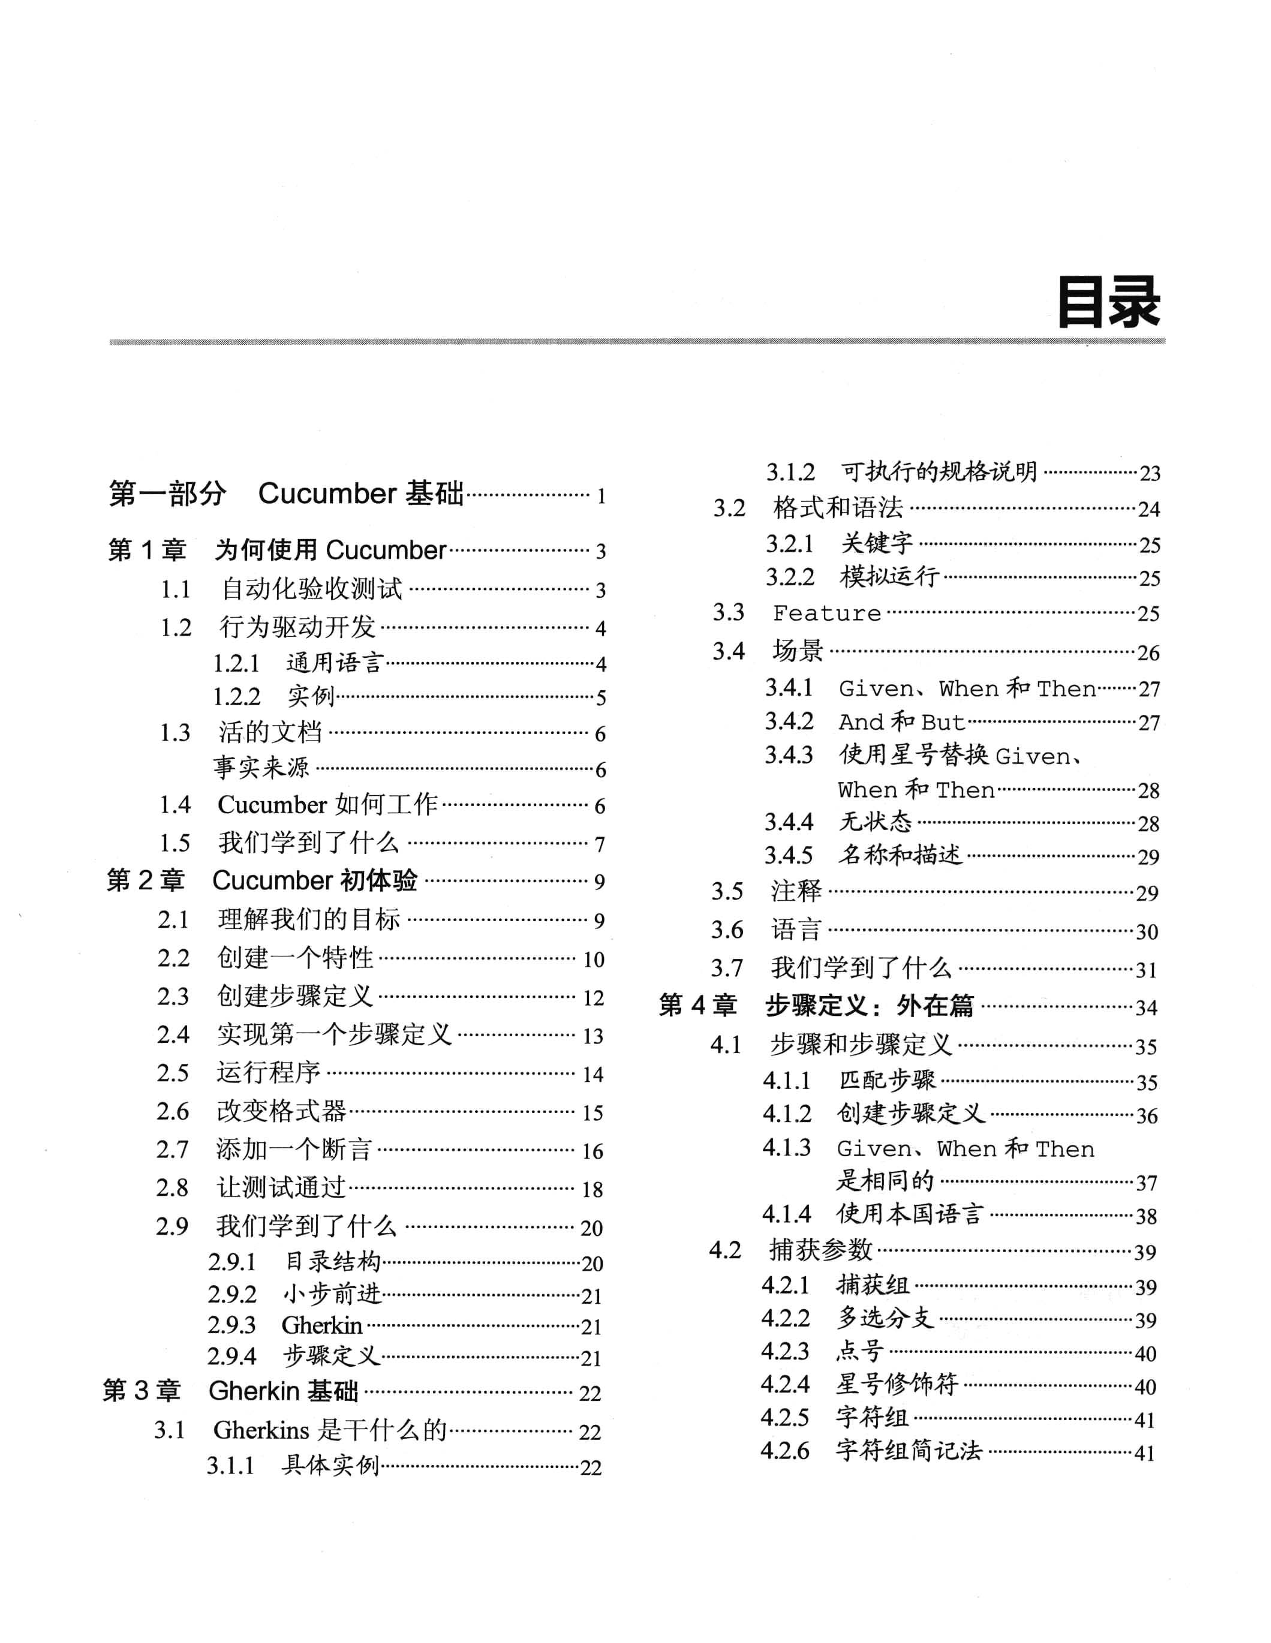 目录
第一部分 Cucumber 基础 1
第 1 章 为何使用 Cucumber 3
1.1 自动化验收测试 3
1.2 行为驱动开发 4
1.2.1 通用语言 4
1.2.2 实例 5
1.3 活的文档 6
事实来源 6
1.4 Cucumber 如何工作 6
1.5 我们学到了什么 7
第 2 章 Cucumber 初体验 9
2.1 理解我们的目标 9
2.2 创建一个特性 10
2.3 创建步骤定义 12
2.4 实现第一个步骤定义 13
2.5 运行程序 14
2.6 改变格式器 15
2.7 添加一个断言 16
2.8 让测试通过 18
2.9 我们学到了什么 20
2.9.1 目录结构 20
2.9.2 小步前进 21
2.9.3 Gherkin 21
2.9.4 步骤定义 21
第 3 章 Gherkin 基础 22
3.1 Gherkins 是干什么的 22
3.1.1 具体实例 22
3.1.2 可执行的规格说明 23
3.2 格式和语法 24
3.2.1 关键字 25
3.2.2 模拟运行 25
3.3 Feature 25
3.4 场景 26
3.4.1 Given、When 和 Then 27
3.4.2 And 和 But 27
3.4.3 使用星号替换 Given、
When 和 Then 28
3.4.4 无状态 28
3.4.5 名称和描述 29
3.5 注释 29
3.6 语言 30
3.7 我们学到了什么 31
第 4 章 步骤定义：外在篇 34
4.1 步骤和步骤定义 35
4.1.1 匹配步骤 35
4.1.2 创建步骤定义 36
4.1.3 Given、When 和 Then
是相同的 37
4.1.4 使用本国语言 38
4.2 捕获参数 39
4.2.1 捕获组 39
4.2.2 多选分支 39
4.2.3 点号 40
4.2.4 星号修饰符 40
4.2.5 字符组 41
4.2.6 字符组简记法 41